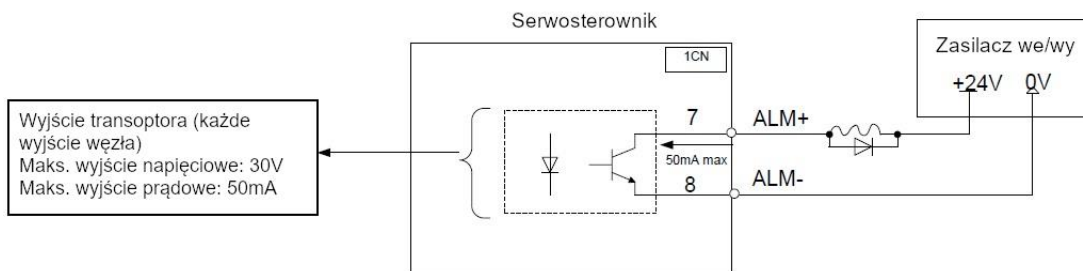 Serwosterownik
1CN
Zasilacz we/wy
+24V 0V
Wyjście transoptora (każde
wyjście węzła)
Maks. wyjście napięciowe: 30V
Maks. wyjście prądowe: 50mA
7
ALM+
50mA max
8
ALM-